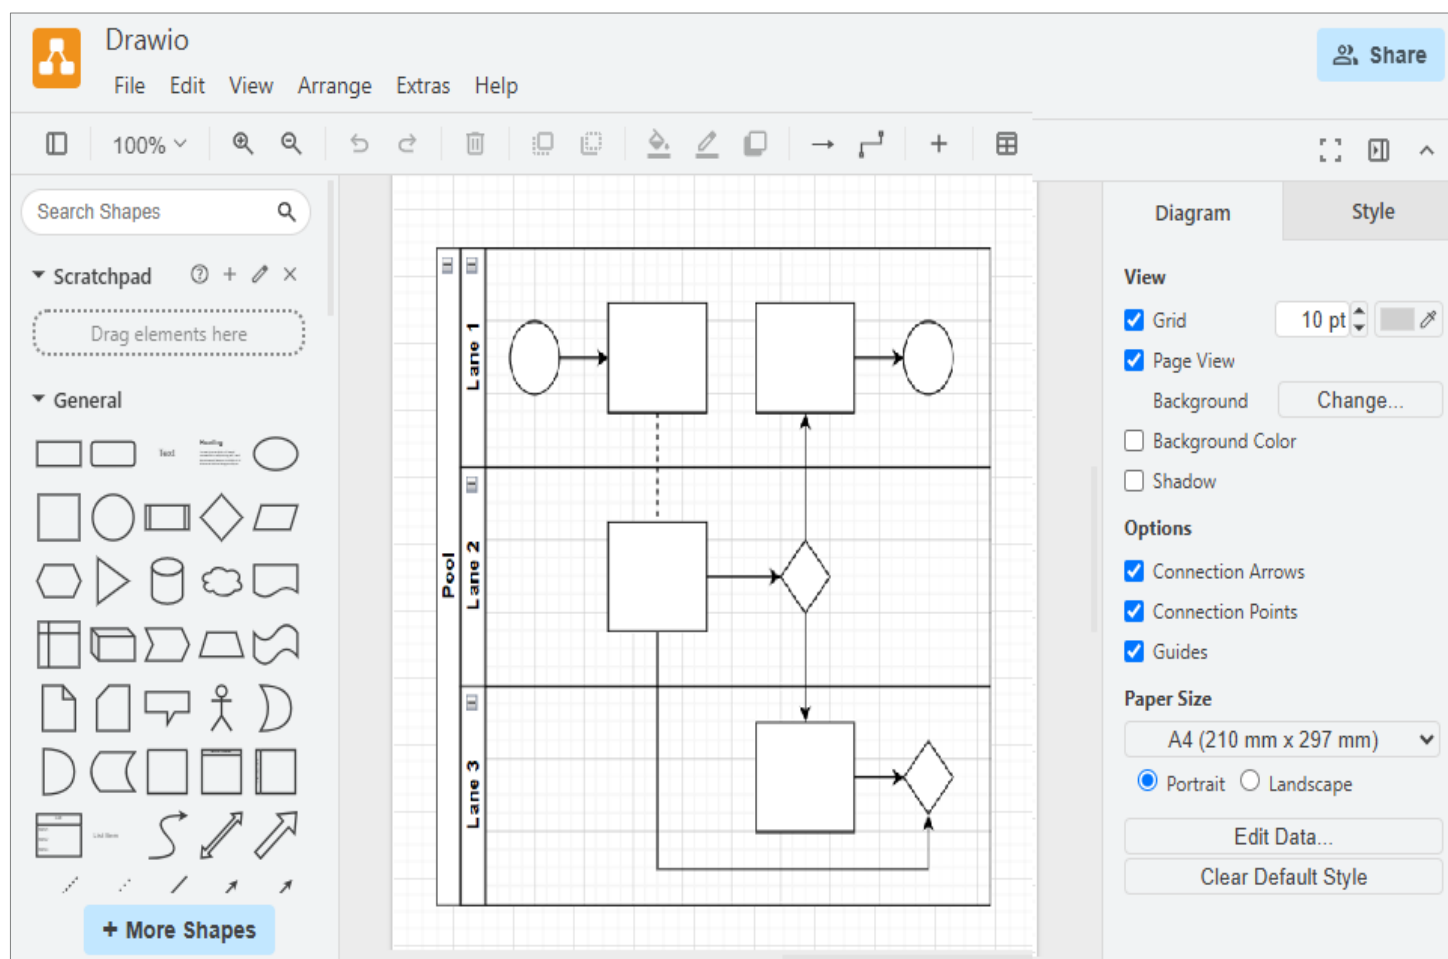 Drawio
Share
File Edit View Arrange Extras Help
100%
Search Shapes
Scratchpad
Drag elements here
General
Text
Heading
List Item
+ More Shapes
Pool
Lane 1
Lane 2
Lane 3
Diagram Style
View
Grid 10 pt
Page View
Background Change...
Background Color
Shadow
Options
Connection Arrows
Connection Points
Guides
Paper Size
A4 (210 mm x 297 mm)
Portrait Landscape
Edit Data...
Clear Default Style